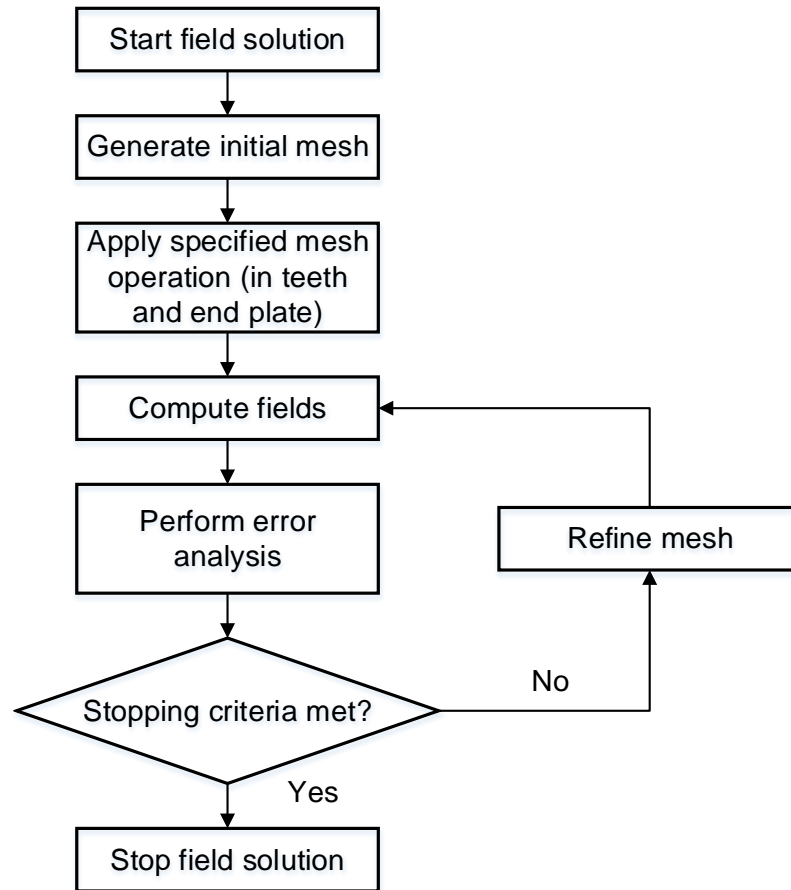 Start field solution
Generate initial mesh
Apply specified mesh
operation (in teeth
and end plate)
Compute fields
Perform error
analysis
Refine mesh
No
Stopping criteria met?
Yes
Stop field solution